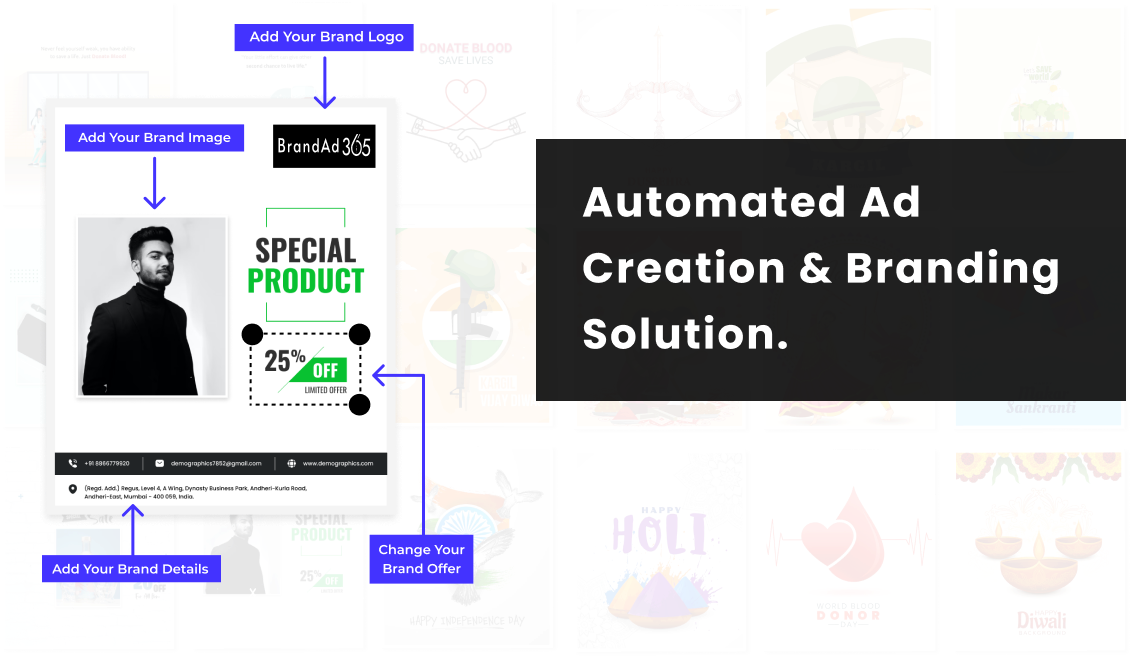 Add Your Brand Logo
Add Your Brand Image
BrandAd365
SPECIAL
PRODUCT
25%
OFF
LIMITED OFFER
+91 8866779920
demographics7852@gmail.com
www.demographics.com
(Regd. Add.) Regus, Level 4, A Wing, Dynasty Business Park, Andheri-Kurla Road,
Andheri-East, Mumbai - 400 059, India.
Add Your Brand Details
Change Your
Brand Offer
Automated Ad
Creation & Branding
Solution.
DONATE BLOOD
SAVE LIVES
Sankranti
SPECIAL
PRODUCT
25%
OFF
HAPPY INDEPENDENCE DAY
HAPPY
HOLI
WORLD BLOOD
DONOR
DAY
Diwali